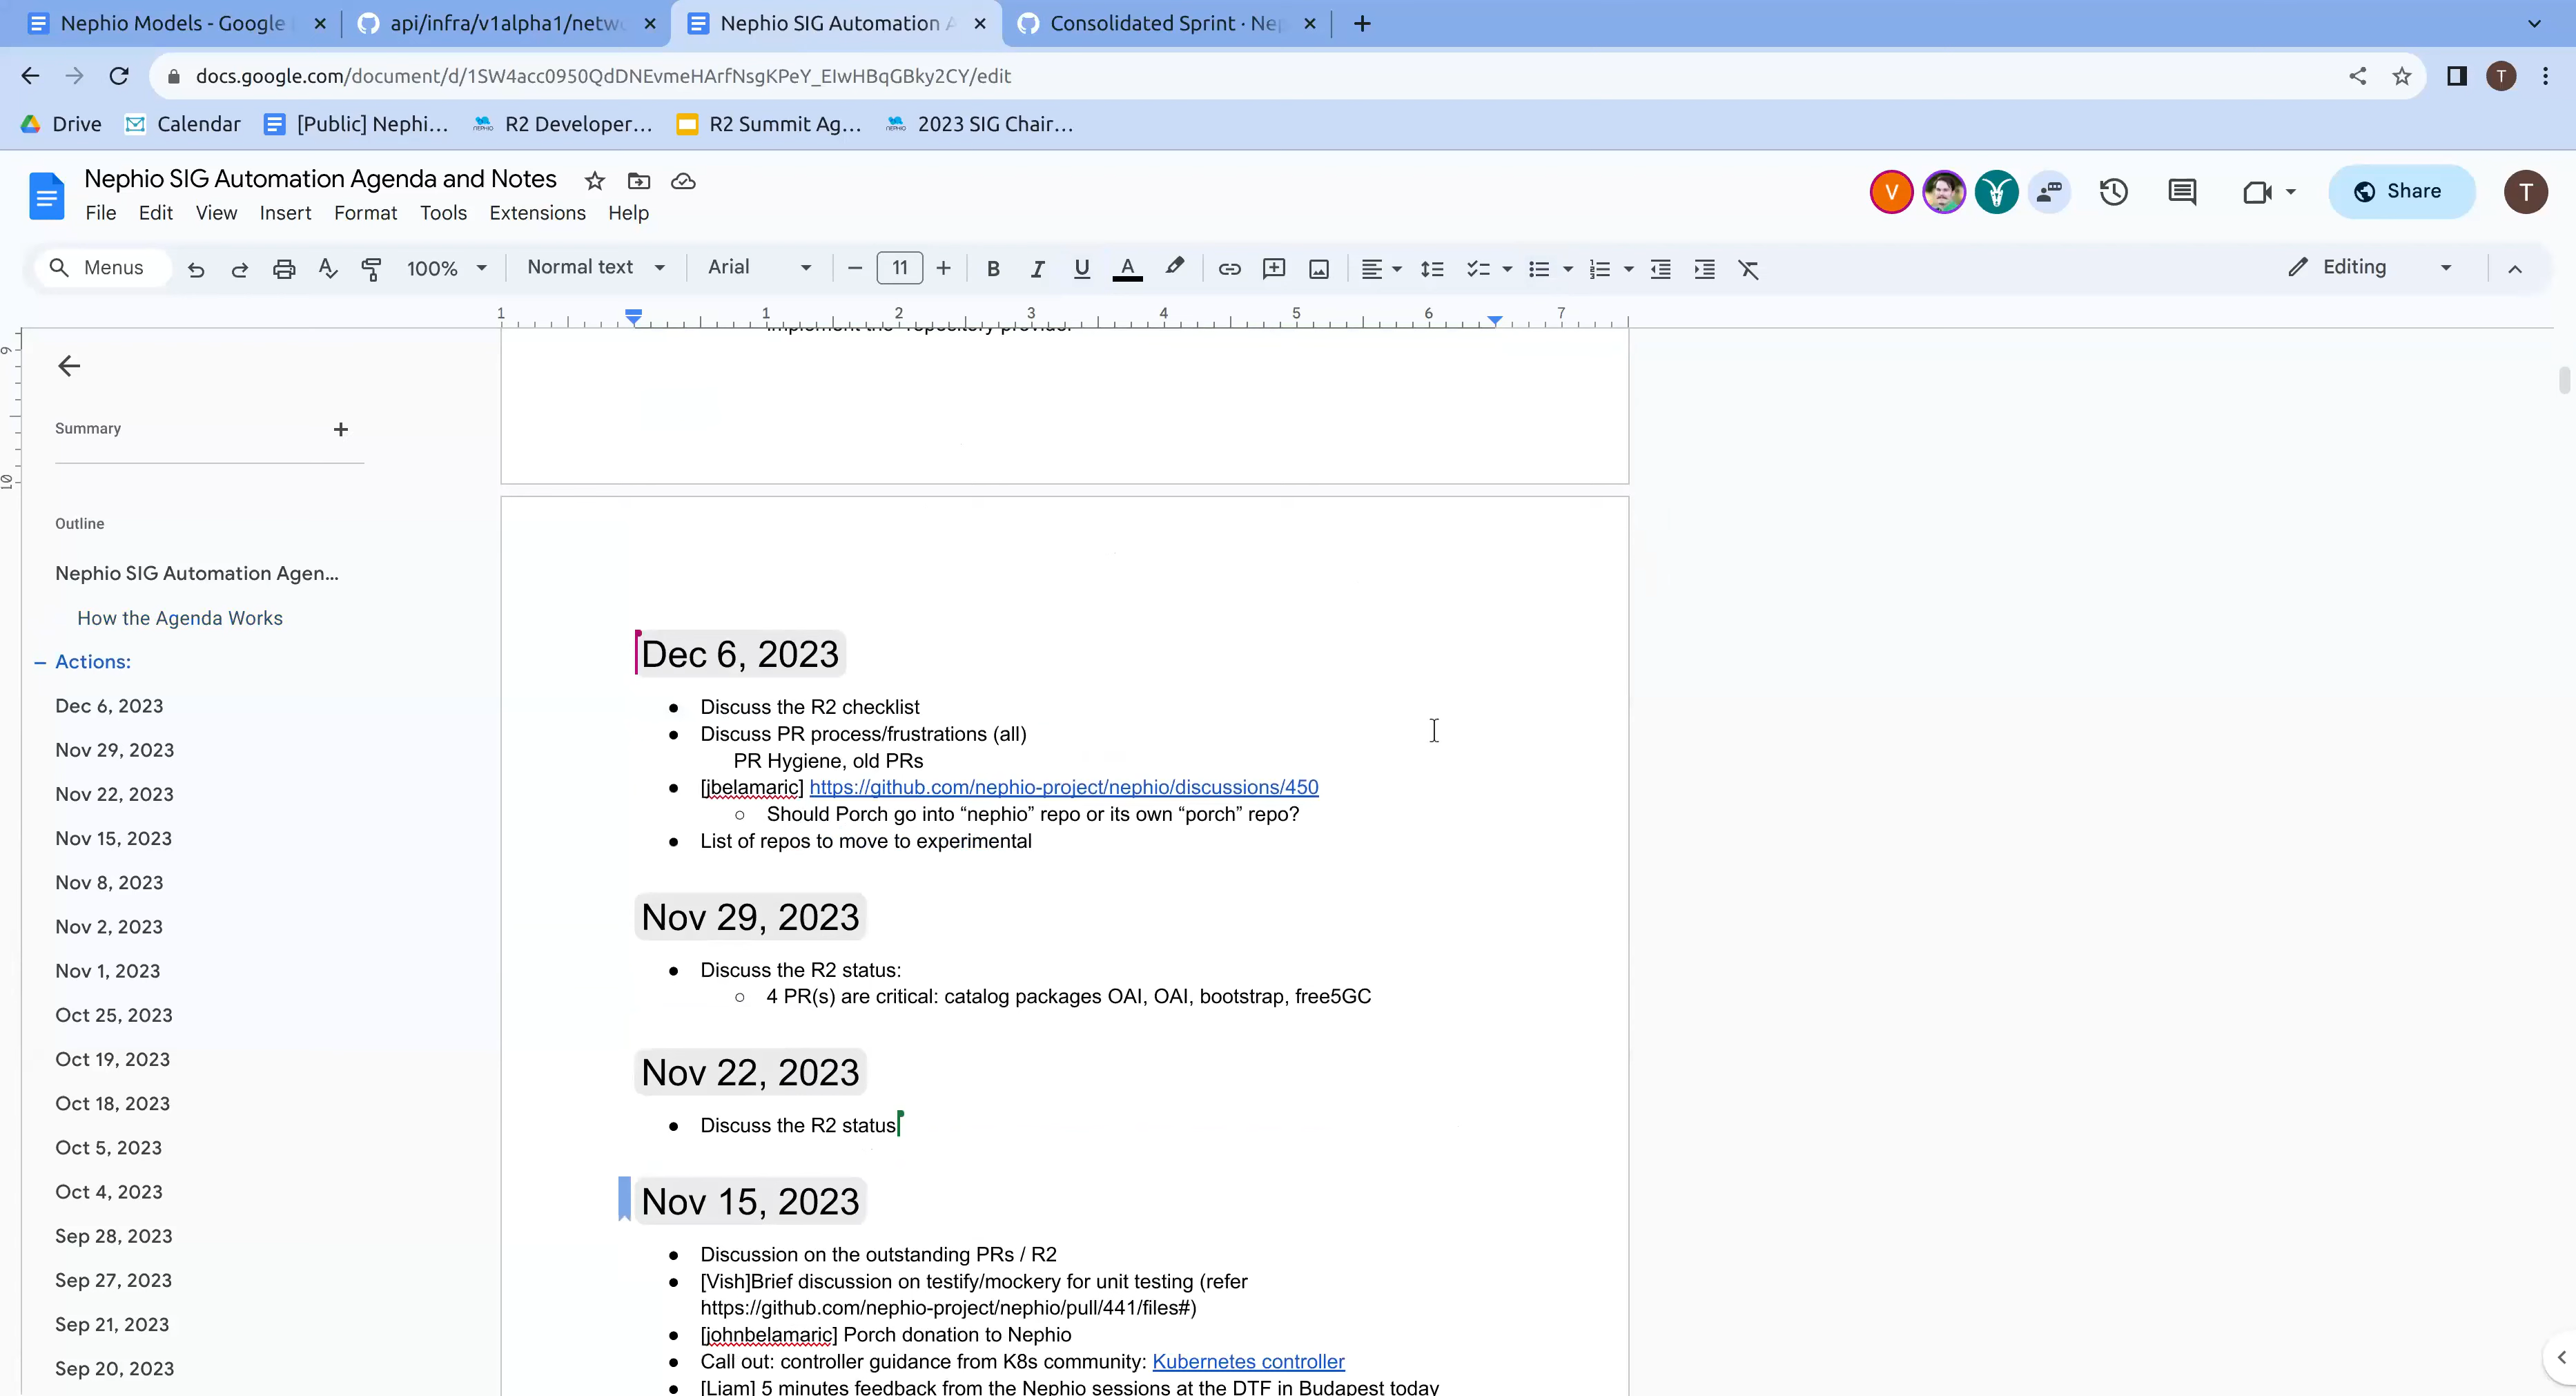 Nephio Models - Google
api/infra/v1alpha1/netwo
Nephio SIG Automation A
Consolidated Sprint · Nep
docs.google.com/document/d/1SW4acc0950QdDNEvmeHArfNsgKPeY_EIwHBqGBky2CY/edit
T
Drive
Calendar
[Public] Nephi...
R2 Developer...
R2 Summit Ag...
2023 SIG Chair...
Nephio SIG Automation Agenda and Notes
V
Share
T
File Edit View Insert Format Tools Extensions Help
Menus
100%
Normal text
Arial
11
Editing
1 1 2 3 4 5 6 7
9
10
implement the repository provider
Summary
Outline
Nephio SIG Automation Agen...
How the Agenda Works
Actions:
Dec 6, 2023
Nov 29, 2023
Nov 22, 2023
Nov 15, 2023
Nov 8, 2023
Nov 2, 2023
Nov 1, 2023
Oct 25, 2023
Oct 19, 2023
Oct 18, 2023
Oct 5, 2023
Oct 4, 2023
Sep 28, 2023
Sep 27, 2023
Sep 21, 2023
Sep 20, 2023
Dec 6, 2023
● Discuss the R2 checklist
● Discuss PR process/frustrations (all)
PR Hygiene, old PRs
● [jbelamaric] https://github.com/nephio-project/nephio/discussions/450
○ Should Porch go into “nephio” repo or its own “porch” repo?
● List of repos to move to experimental
Nov 29, 2023
● Discuss the R2 status:
○ 4 PR(s) are critical: catalog packages OAI, OAI, bootstrap, free5GC
Nov 22, 2023
● Discuss the R2 status
Nov 15, 2023
● Discussion on the outstanding PRs / R2
● [Vish]Brief discussion on testify/mockery for unit testing (refer
https://github.com/nephio-project/nephio/pull/441/files#)
● [johnbelamaric] Porch donation to Nephio
● Call out: controller guidance from K8s community: Kubernetes controller
● [Liam] 5 minutes feedback from the Nephio sessions at the DTF in Budapest today